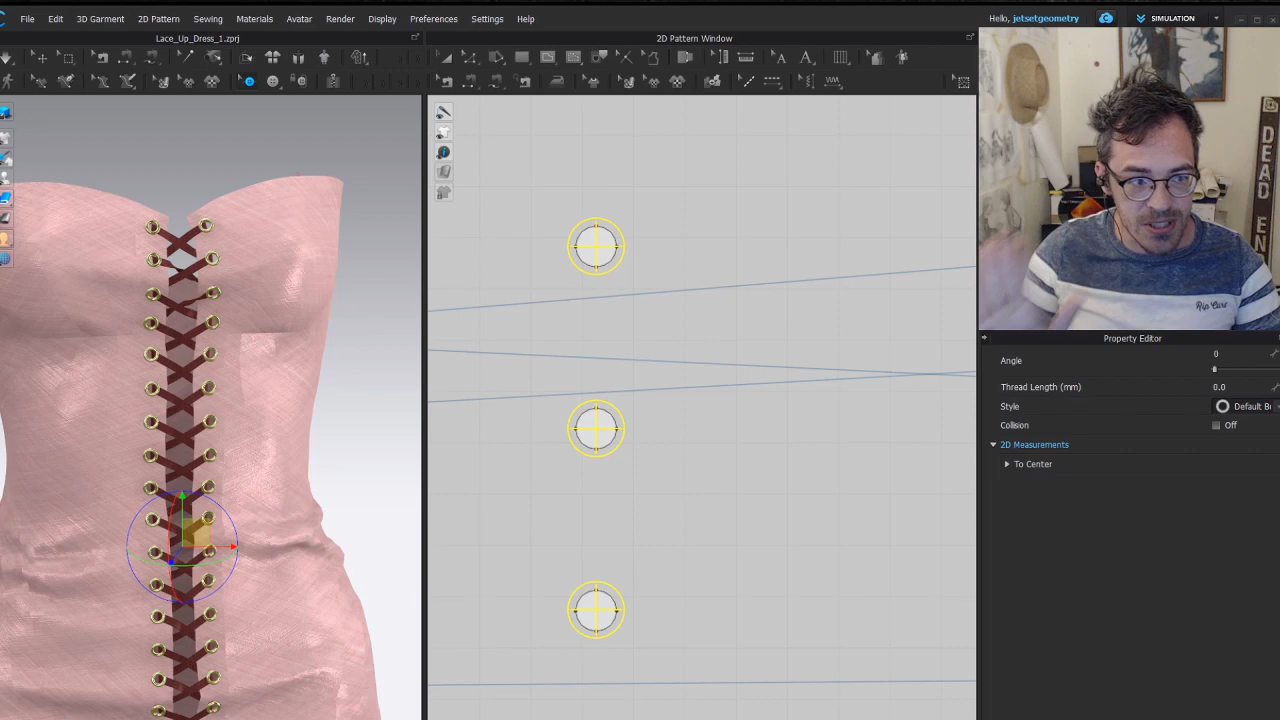 File Edit 3D Garment 2D Pattern Sewing Materials Avatar Render Display Preferences Settings Help
Hello, jetsetgeometry
SIMULATION
Lace_Up_Dress_1.zprj
2D Pattern Window
DEAD EN
Rip Curl
Property Editor
Angle 0
Thread Length (mm) 0.0
Style Default Bu
Collision Off
2D Measurements
To Center